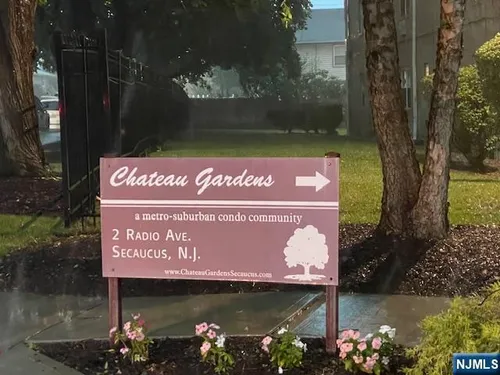 Chateau Gardens
a metro-suburban condo community
2 Radio Ave.
Secaucus, N.J.
www.ChateauGardensSecaucus.com
NJMLS